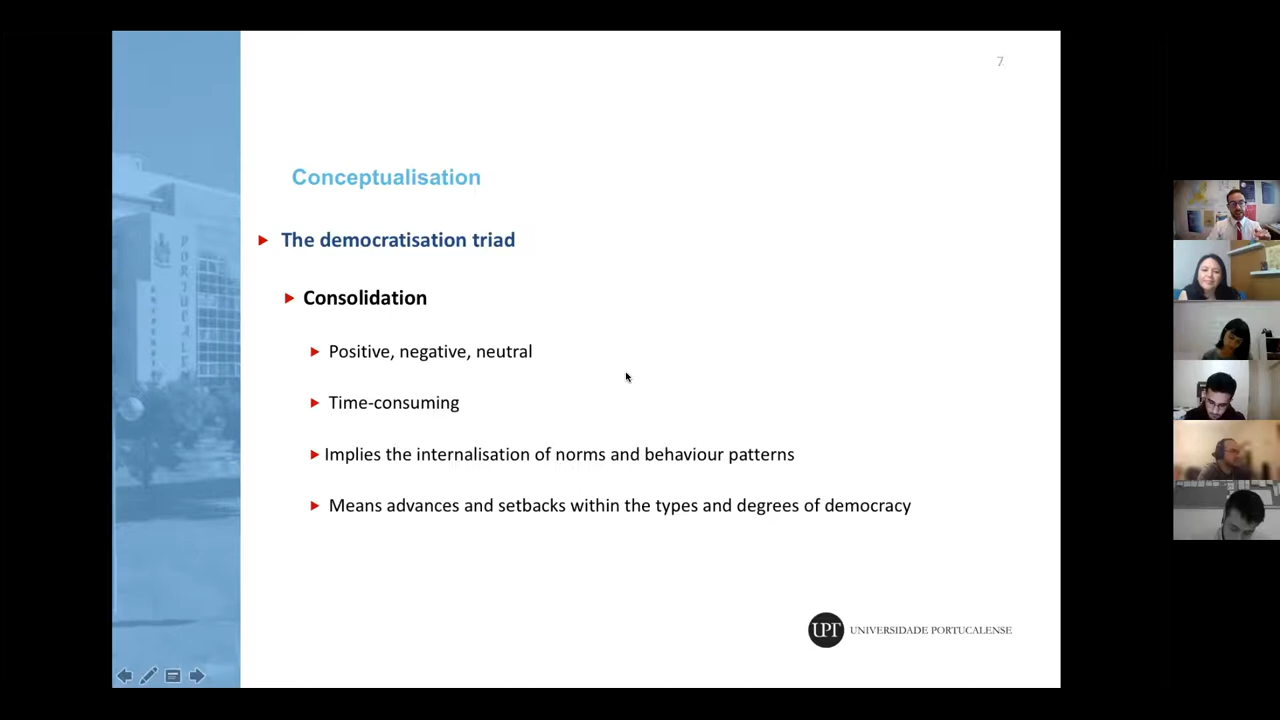 7
Conceptualisation
The democratisation triad
Consolidation
Positive, negative, neutral
Time-consuming
Implies the internalisation of norms and behaviour patterns
Means advances and setbacks within the types and degrees of democracy
UPT UNIVERSIDADE PORTUCALENSE